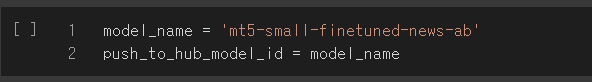 [ ] 1 model_name = 'mt5-small-finetuned-news-ab'
2 push_to_hub_model_id = model_name